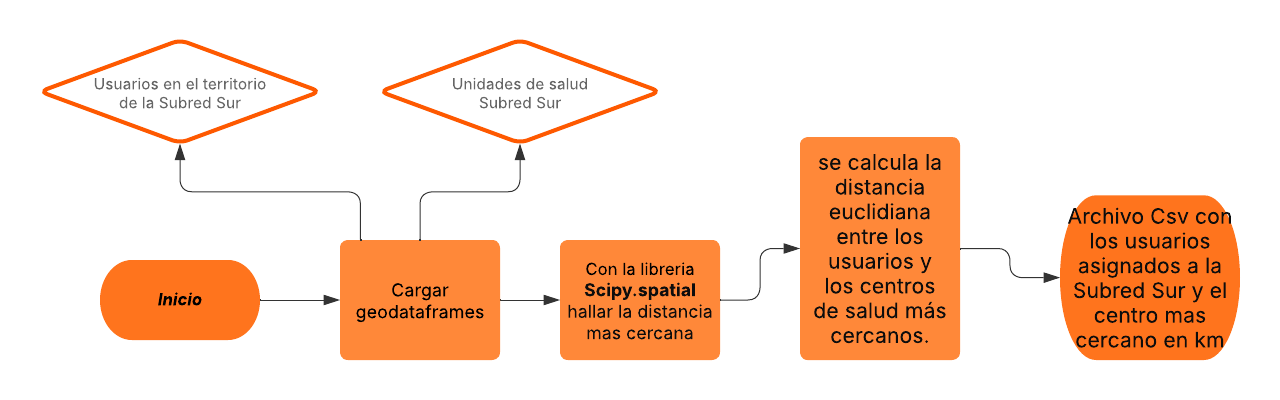 Usuarios en el territorio
de la Subred Sur
Unidades de salud
Subred Sur
Inicio
Cargar
geodataframes
Con la libreria
Scipy.spatial
hallar la distancia
mas cercana
se calcula la
distancia
euclidiana
entre los
usuarios y
los centros
de salud más
cercanos.
Archivo Csv con
los usuarios
asignados a la
Subred Sur y el
centro mas
cercano en km